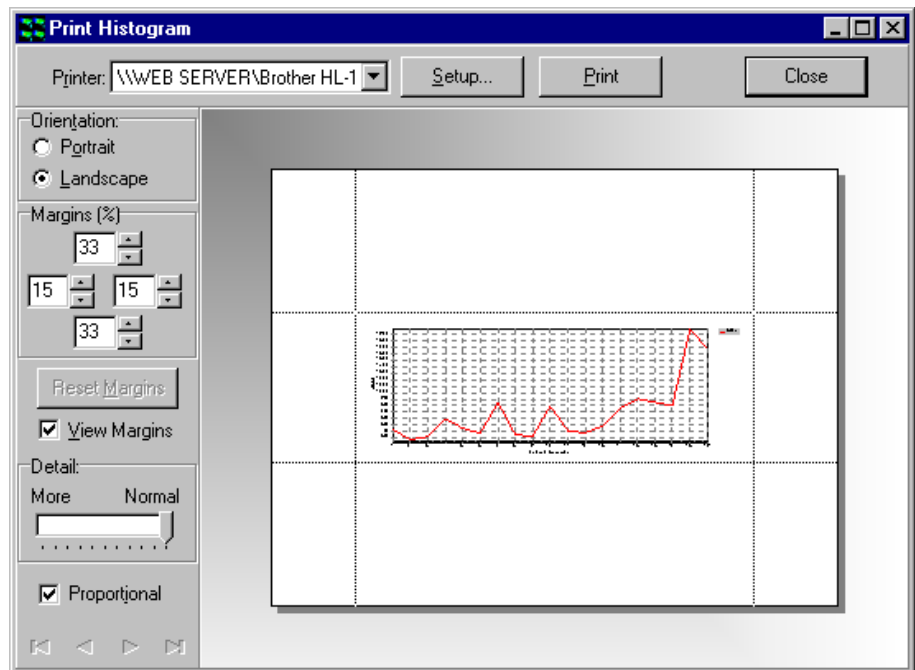 Print Histogram
Printer: \\WEB SERVER\Brother HL-1 Setup... Print Close
Orientation:
Portrait
Landscape
Margins (%)
33
15 15
33
Reset Margins
View Margins
Detail:
More Normal
Proportional